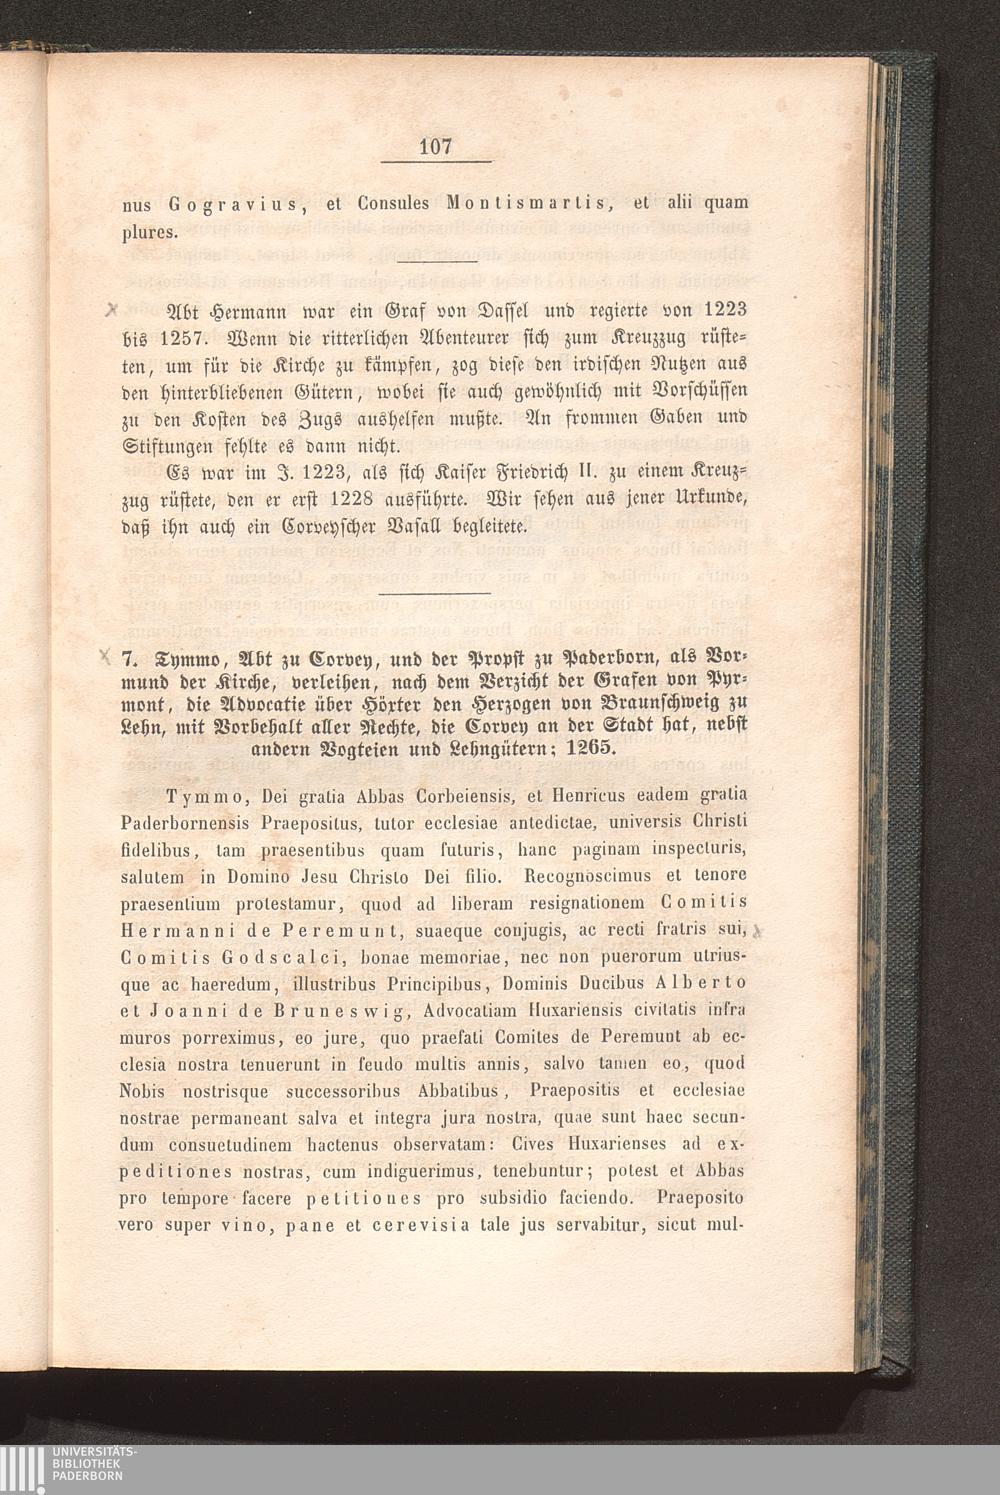 107
nus Gogravius, et Consules Montismartis, et alii quam
plures.
Abt Hermann war ein Graf von Dassel und regierte von 1223
bis 1257. Wenn die ritterlichen Abenteurer sich zum Kreuzzug rüste-
ten, um für die Kirche zu kämpfen, zog diese den irdischen Nutzen aus
den hinterbliebenen Gütern, wobei sie auch gewöhnlich mit Vorschüssen
zu den Kosten des Zugs aushelfen mußte. An frommen Gaben und
Stiftungen fehlte es dann nicht.
Es war im J. 1223, als sich Kaiser Friedrich II. zu einem Kreuz-
zug rüstete, den er erst 1228 ausführte. Wir sehen aus jener Urkunde,
daß ihn auch ein Corveyscher Vasall begleitete.
7. Tymmo, Abt zu Corvey, und der Propst zu Paderborn, als Vor-
mund der Kirche, verleihen, nach dem Verzicht der Grafen von Pyr-
mont, die Advocatie über Höxter den Herzogen von Braunschweig zu
Lehn, mit Vorbehalt aller Rechte, die Corvey an der Stadt hat, nebst
andern Vogteien und Lehngütern; 1265.
Tymmo, Dei gratia Abbas Corbeiensis, et Henricus eadem gratia
Paderbornensis Praepositus, tutor ecclesiae antedictae, universis Christi
fidelibus, tam praesentibus quam futuris, hanc paginam inspecturis,
salutem in Domino Jesu Christo Dei filio. Recognoscimus et tenore
praesentium protestamur, quod ad liberam resignationem Comitis
Hermanni de Peremunt, suaeque conjugis, ac recti fratris sui,
Comitis Godscalci, bonae memoriae, nec non puerorum utrius-
que ac haeredum, illustribus Principibus, Dominis Ducibus Alberto
et Joanni de Bruneswig, Advocatiam Huxariensis civitatis infra
muros porreximus, eo jure, quo praefati Comites de Peremunt ab ec-
clesia nostra tenuerunt in feudo multis annis, salvo tamen eo, quod
Nobis nostrisque successoribus Abbatibus, Praepositis et ecclesiae
nostrae permaneant salva et integra jura nostra, quae sunt haec secun-
dum consuetudinem hactenus observatam: Cives Huxarienses ad ex-
peditiones nostras, cum indiguerimus, tenebuntur; potest et Abbas
pro tempore facere petitiones pro subsidio faciendo. Praeposito
vero super vino, pane et cerevisia tale jus servabitur, sicut mul-
UNIVERSITÄTS-
BIBLIOTHEK
PADERBORN